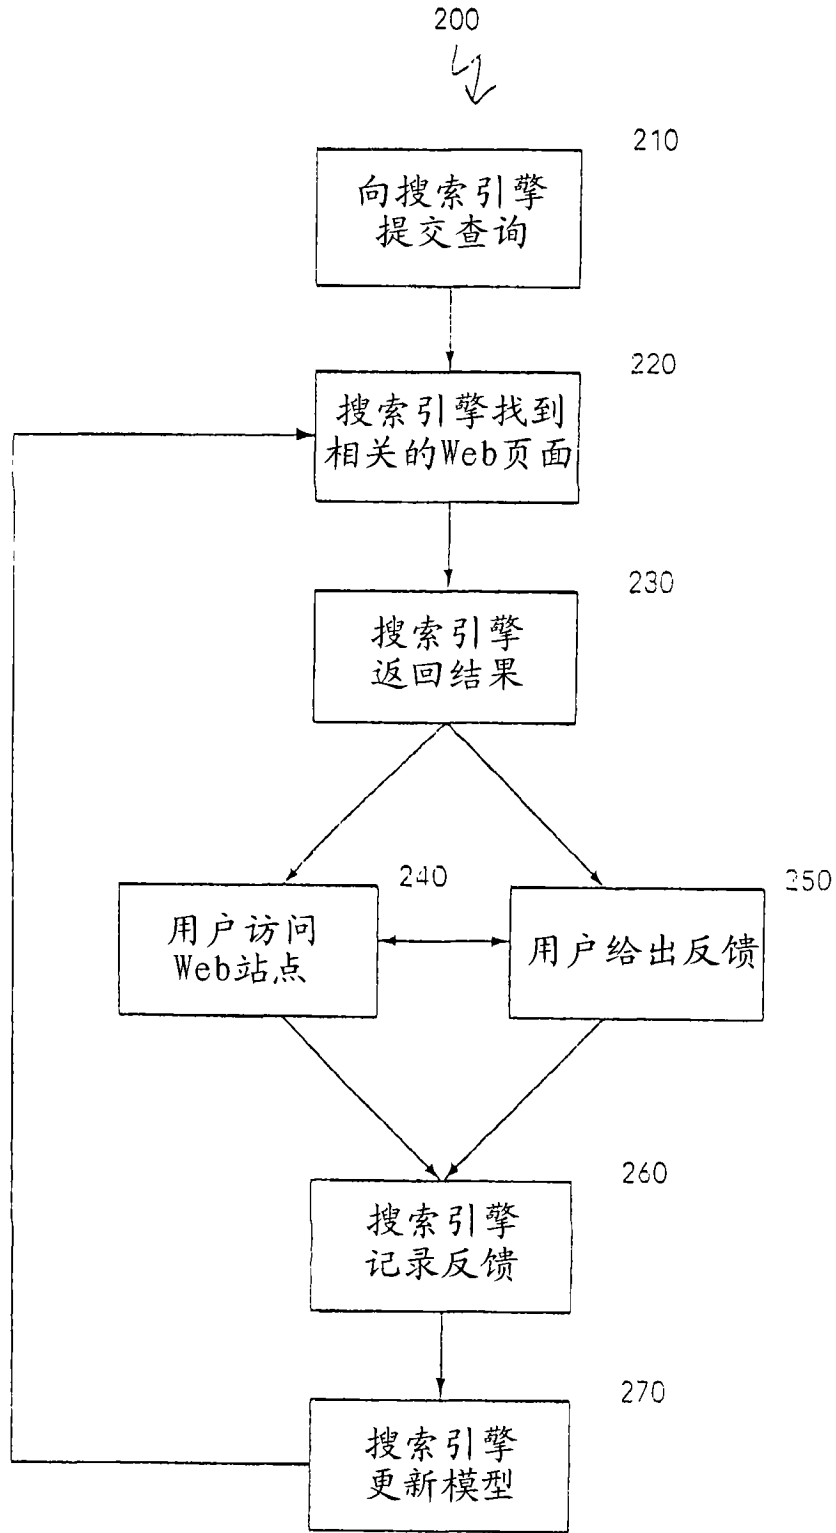 200
210
向搜索引擎
提交查询
220
搜索引擎找到
相关的Web页面
230
搜索引擎
返回结果
240
用户访问
Web站点
250
用户给出反馈
260
搜索引擎
记录反馈
270
搜索引擎
更新模型